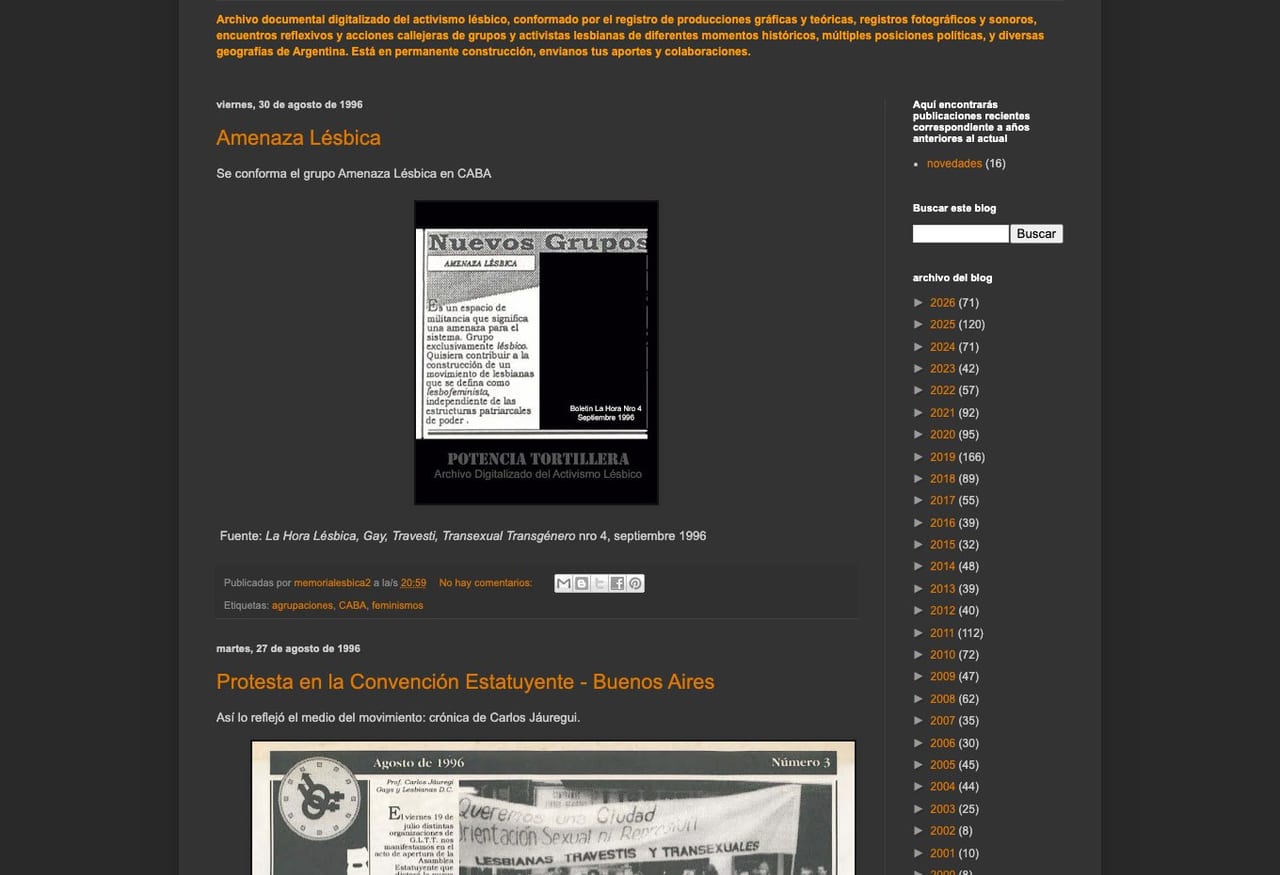 Archivo documental digitalizado del activismo lésbico, conformado por el registro de producciones gráficas y teóricas, registros fotográficos y sonoros,
encuentros reflexivos y acciones callejeras de grupos y activistas lesbianas de diferentes momentos históricos, múltiples posiciones políticas, y diversas
geografías de Argentina. Está en permanente construcción, envianos tus aportes y colaboraciones.
viernes, 30 de agosto de 1996
Amenaza Lésbica
Se conforma el grupo Amenaza Lésbica en CABA
Nuevos Grupos
AMENAZA LÉSBICA
Es un espacio de
militancia que significa
una amenaza para el
sistema. Grupo
exclusivamente lésbico.
Quisiera contribuir a la
construcción de un
movimiento de lesbianas
que se defina como
lesbofeminista,
independiente de las
estructuras patriarcales
de poder .
Boletín La Hora Nro 4
Septiembre 1996
POTENCIA TORTILLERA
Archivo Digitalizado del Activismo Lésbico
Fuente: La Hora Lésbica, Gay, Travesti, Transexual Transgénero nro 4, septiembre 1996
Publicadas por memorialesbica2 a la/s 20:59 No hay comentarios:
Etiquetas: agrupaciones, CABA, feminismos
martes, 27 de agosto de 1996
Protesta en la Convención Estatuyente - Buenos Aires
Así lo reflejó el medio del movimiento: crónica de Carlos Jáuregui.
Agosto de 1996 Número 3
Prof. Carlos Jáuregi
Gays y Lesbianas D.C.
El viernes 19 de
julio distintas
organizaciones de
G.L.T.T. nos
manifestamos en el
acto de apertura de la
Asamblea
Estatuyente que
Queremos una Ciudad
Orientación Sexual ni Represión
LESBIANAS TRAVESTIS Y TRANSEXUALES
Aquí encontrarás
publicaciones recientes
correspondiente a años
anteriores al actual
novedades (16)
Buscar este blog
Buscar
archivo del blog
► 2026 (71)
► 2025 (120)
► 2024 (71)
► 2023 (42)
► 2022 (57)
► 2021 (92)
► 2020 (95)
► 2019 (166)
► 2018 (89)
► 2017 (55)
► 2016 (39)
► 2015 (32)
► 2014 (48)
► 2013 (39)
► 2012 (40)
► 2011 (112)
► 2010 (72)
► 2009 (47)
► 2008 (62)
► 2007 (35)
► 2006 (30)
► 2005 (45)
► 2004 (44)
► 2003 (25)
► 2002 (8)
► 2001 (10)